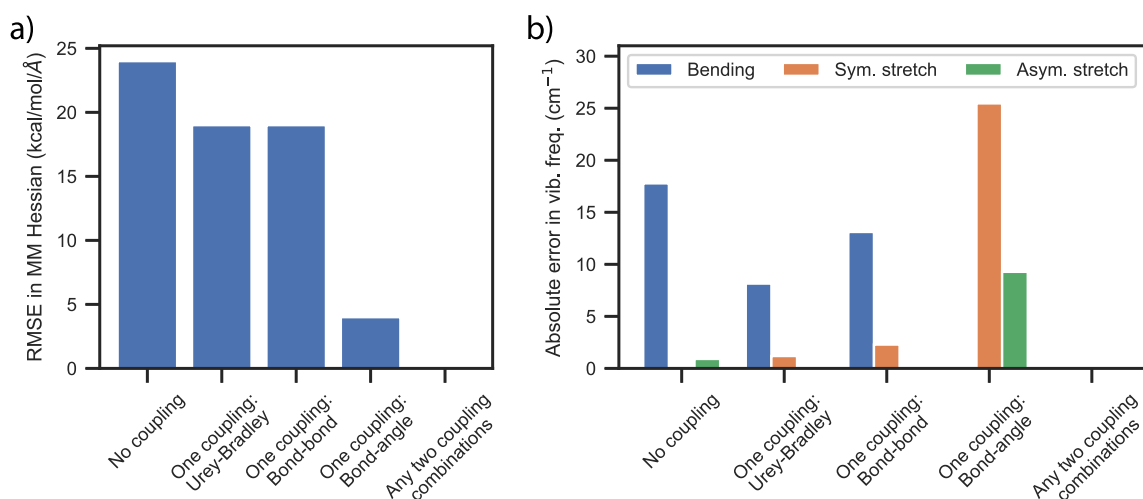 a)
RMSE in MM Hessian (kcal/mol/Å)
25
20
15
10
5
0
No coupling
One coupling:
Urey-Bradley
One coupling:
Bond-bond
One coupling:
Bond-angle
Any two coupling
combinations
b)
Absolute error in vib. freq. (cm⁻¹)
30
25
20
15
10
5
0
Bending
Sym. stretch
Asym. stretch
No coupling
One coupling:
Urey-Bradley
One coupling:
Bond-bond
One coupling:
Bond-angle
Any two coupling
combinations